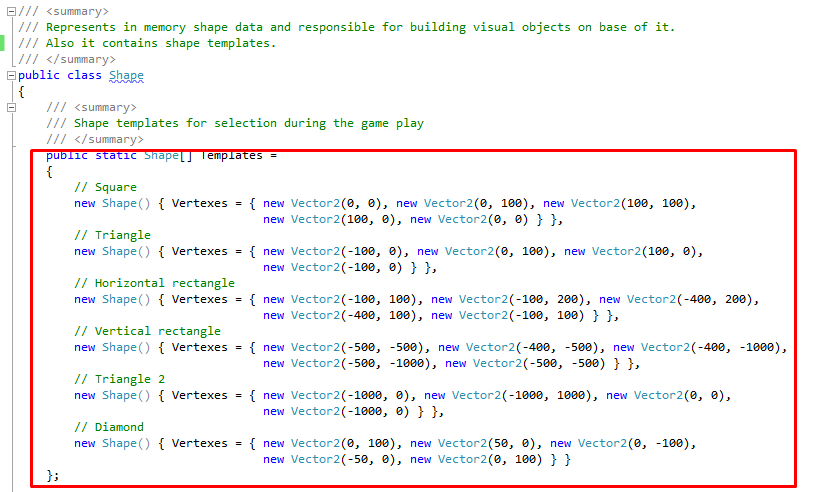 /// <summary>
/// Represents in memory shape data and responsible for building visual objects on base of it.
/// Also it contains shape templates.
/// </summary>
public class Shape
{
/// <summary>
/// Shape templates for selection during the game play
/// </summary>
public static Shape[] Templates =
{
// Square
new Shape() { Vertexes = { new Vector2(0, 0), new Vector2(0, 100), new Vector2(100, 100),
new Vector2(100, 0), new Vector2(0, 0) } },
// Triangle
new Shape() { Vertexes = { new Vector2(-100, 0), new Vector2(0, 100), new Vector2(100, 0),
new Vector2(-100, 0) } },
// Horizontal rectangle
new Shape() { Vertexes = { new Vector2(-100, 100), new Vector2(-100, 200), new Vector2(-400, 200),
new Vector2(-400, 100), new Vector2(-100, 100) } },
// Vertical rectangle
new Shape() { Vertexes = { new Vector2(-500, -500), new Vector2(-400, -500), new Vector2(-400, -1000),
new Vector2(-500, -1000), new Vector2(-500, -500) } },
// Triangle 2
new Shape() { Vertexes = { new Vector2(-1000, 0), new Vector2(-1000, 1000), new Vector2(0, 0),
new Vector2(-1000, 0) } },
// Diamond
new Shape() { Vertexes = { new Vector2(0, 100), new Vector2(50, 0), new Vector2(0, -100),
new Vector2(-50, 0), new Vector2(0, 100) } }
};